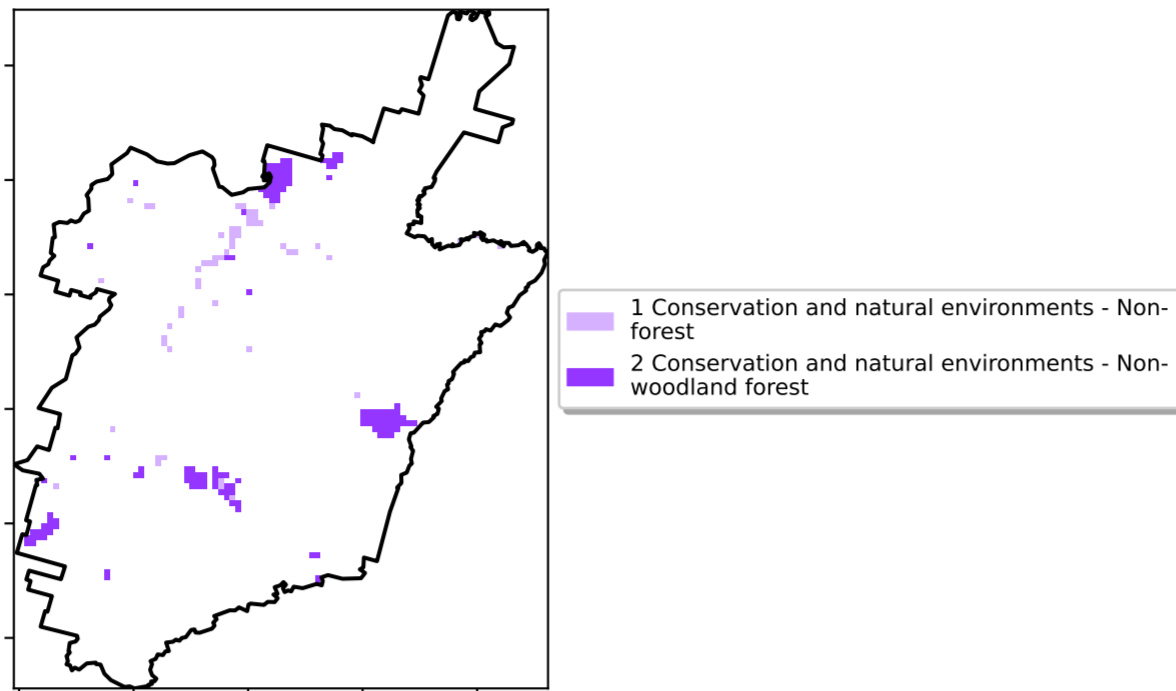 1 Conservation and natural environments - Non-
forest
2 Conservation and natural environments - Non-
woodland forest